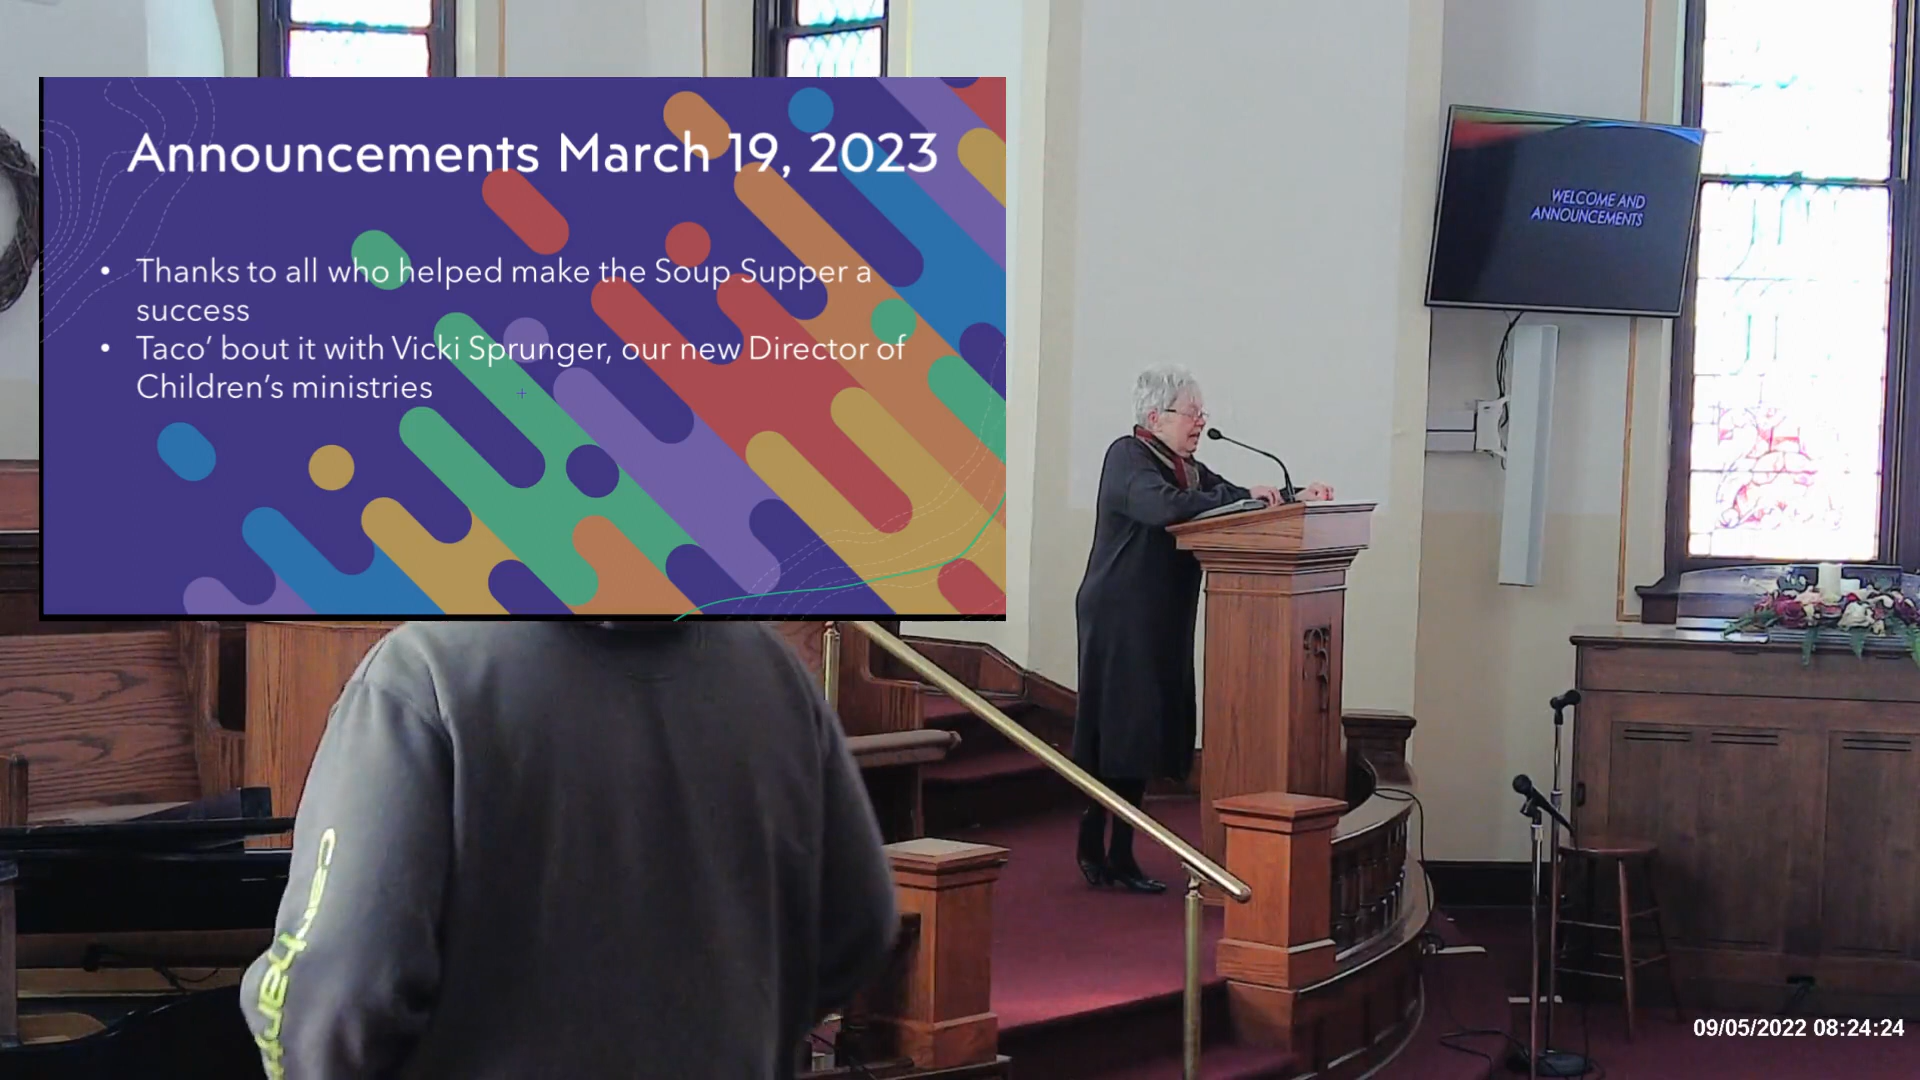 Announcements March 19, 2023
• Thanks to all who helped make the Soup Supper a
success
• Taco’ bout it with Vicki Sprunger, our new Director of
Children’s ministries
WELCOME AND
ANNOUNCEMENTS
carhartt
09/05/2022 08:24:24